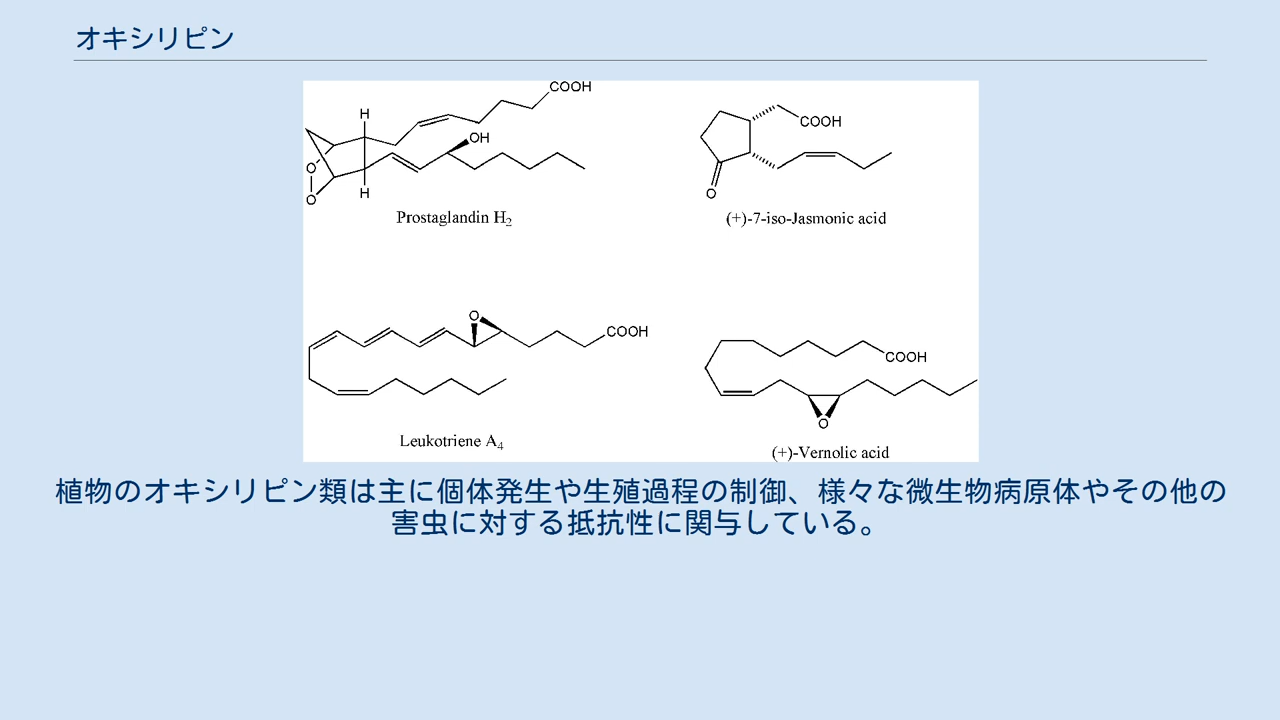 オキシリピン
COOH
H
OH
O
O
H
Prostaglandin H2
COOH
O
(+)-7-iso-Jasmonic acid
O
COOH
Leukotriene A4
COOH
O
(+)-Vernolic acid
植物のオキシリピン類は主に個体発生や生殖過程の制御、様々な微生物病原体やその他の
害虫に対する抵抗性に関与している。